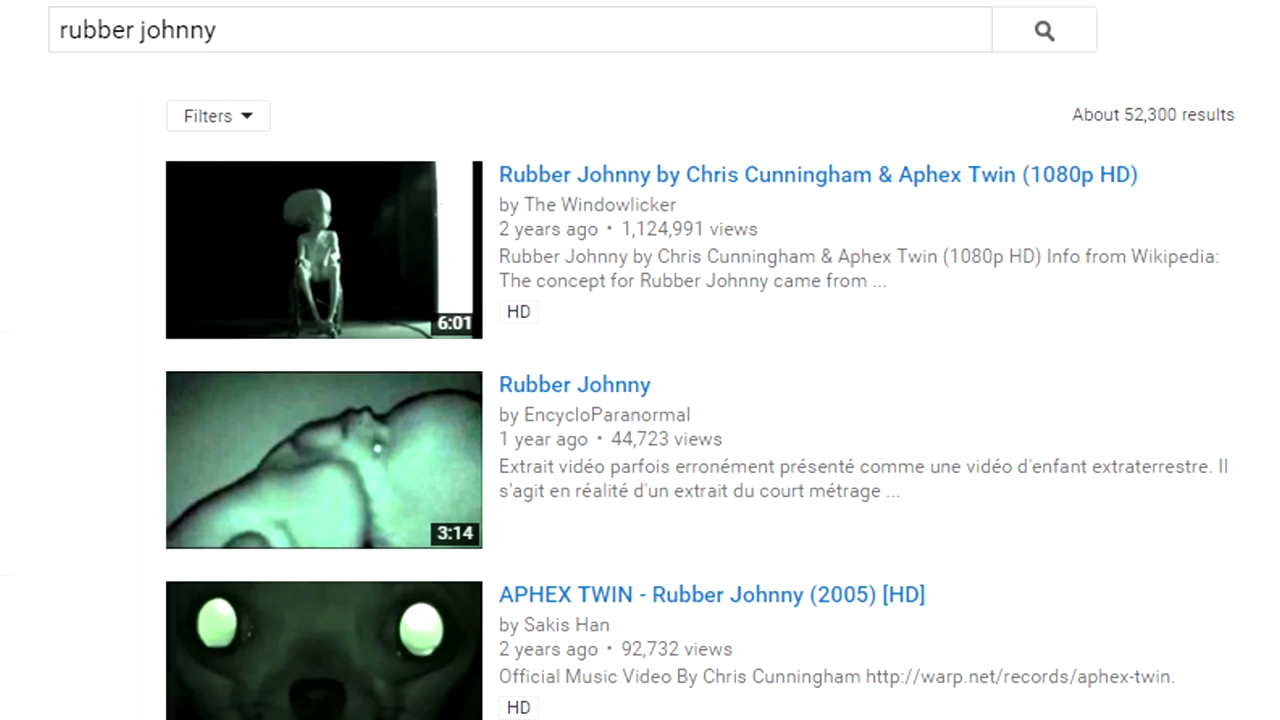 rubber johnny
Filters
About 52,300 results
Rubber Johnny by Chris Cunningham & Aphex Twin (1080p HD)
by The Windowlicker
2 years ago • 1,124,991 views
Rubber Johnny by Chris Cunningham & Aphex Twin (1080p HD) Info from Wikipedia:
The concept for Rubber Johnny came from ...
HD
6:01
Rubber Johnny
by EncycloParanormal
1 year ago • 44,723 views
Extrait vidéo parfois erronément présenté comme une vidéo d'enfant extraterrestre. Il
s'agit en réalité d'un extrait du court métrage ...
3:14
APHEX TWIN - Rubber Johnny (2005) [HD]
by Sakis Han
2 years ago • 92,732 views
Official Music Video By Chris Cunningham http://warp.net/records/aphex-twin.
HD